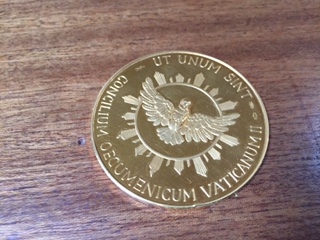 UT UNUM SINT
CONCILIUM OECUMENICUM VATICANUM II